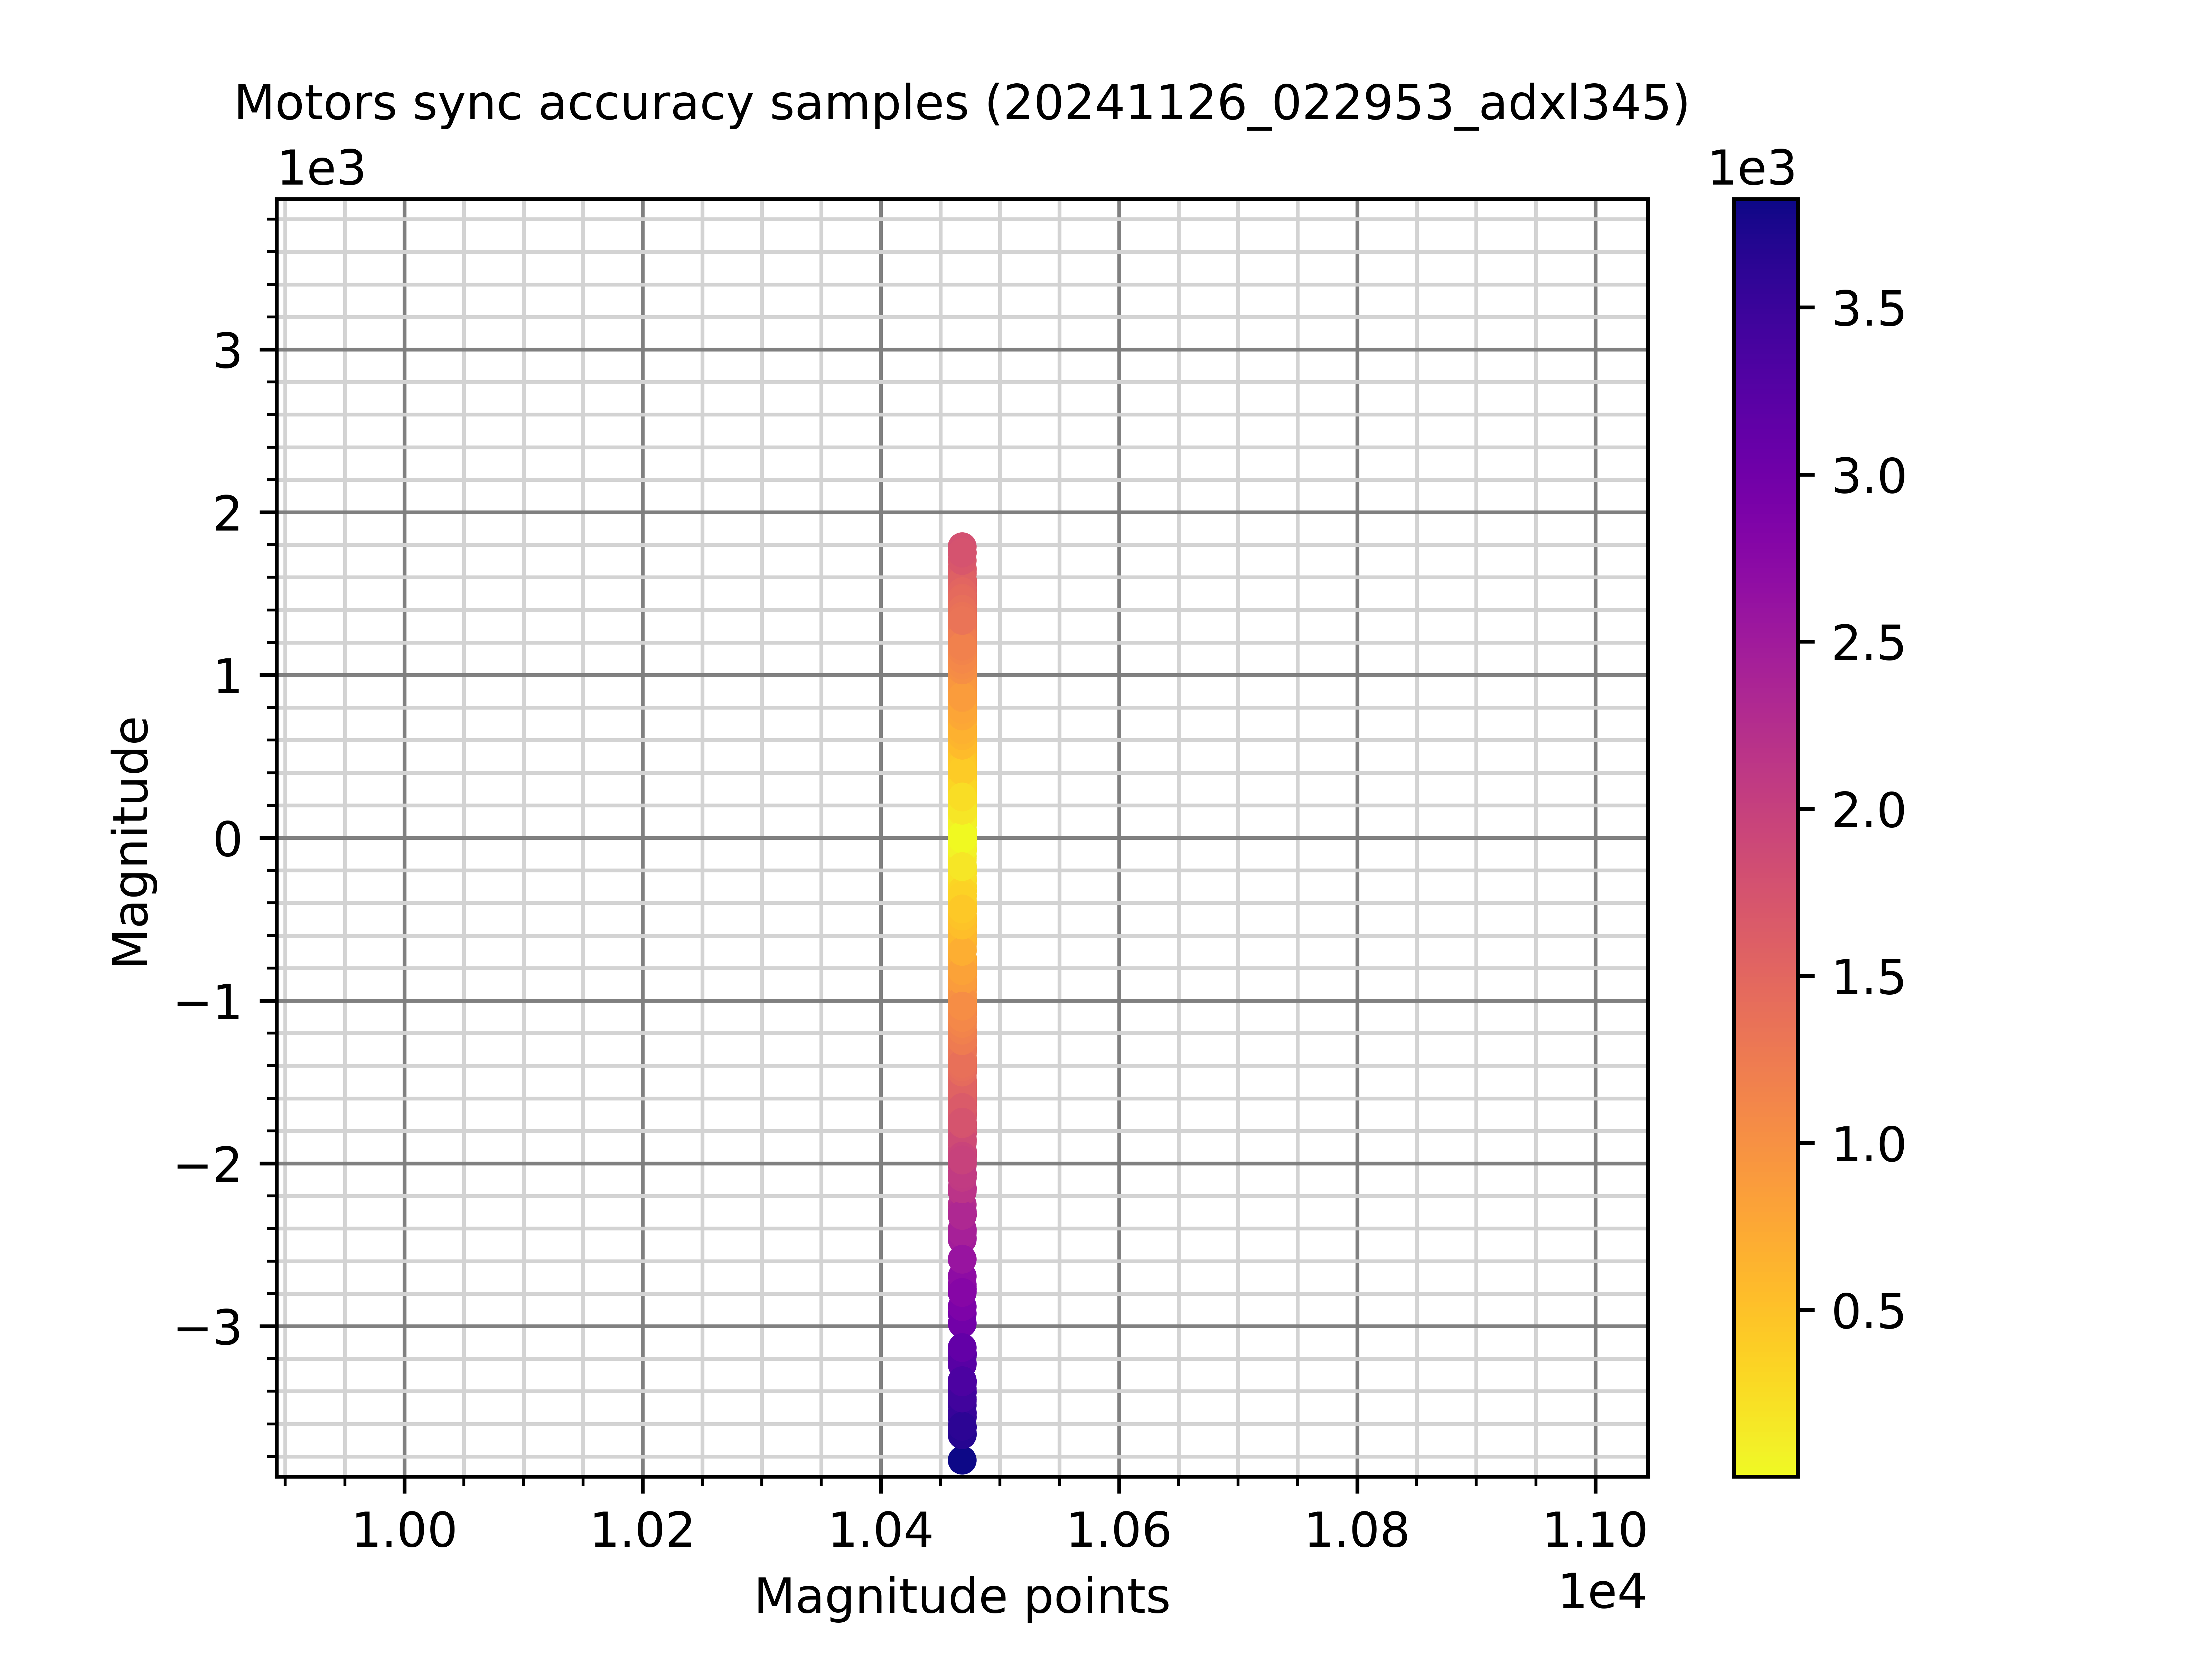 Motors sync accuracy samples (20241126_022953_adxl345)
1e3
1e3
3
2
1
0
−1
−2
−3
Magnitude
1.00 1.02 1.04 1.06 1.08 1.10
Magnitude points
1e4
3.5
3.0
2.5
2.0
1.5
1.0
0.5